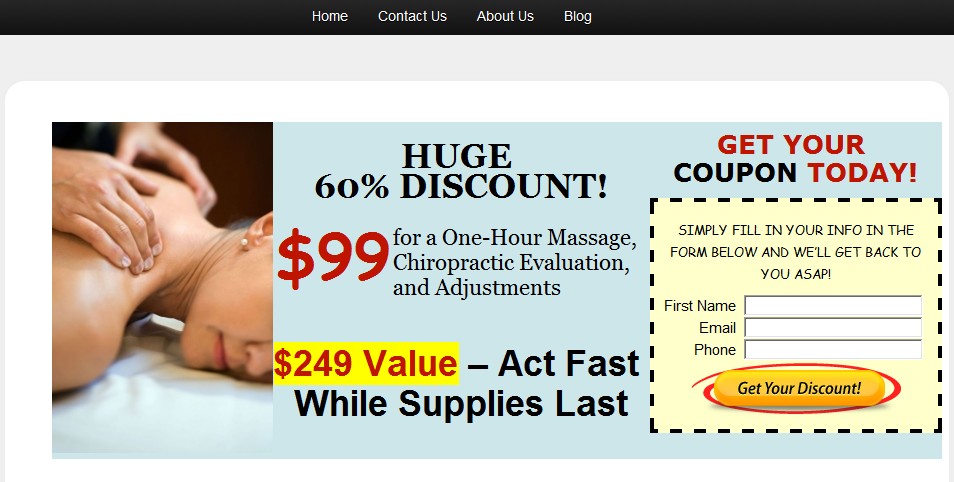 Home Contact Us About Us Blog
HUGE
60% DISCOUNT!
$99 for a One-Hour Massage,
Chiropractic Evaluation,
and Adjustments
$249 Value – Act Fast
While Supplies Last
GET YOUR
COUPON TODAY!
SIMPLY FILL IN YOUR INFO IN THE
FORM BELOW AND WE'LL GET BACK TO
YOU ASAP!
First Name
Email
Phone
Get Your Discount!